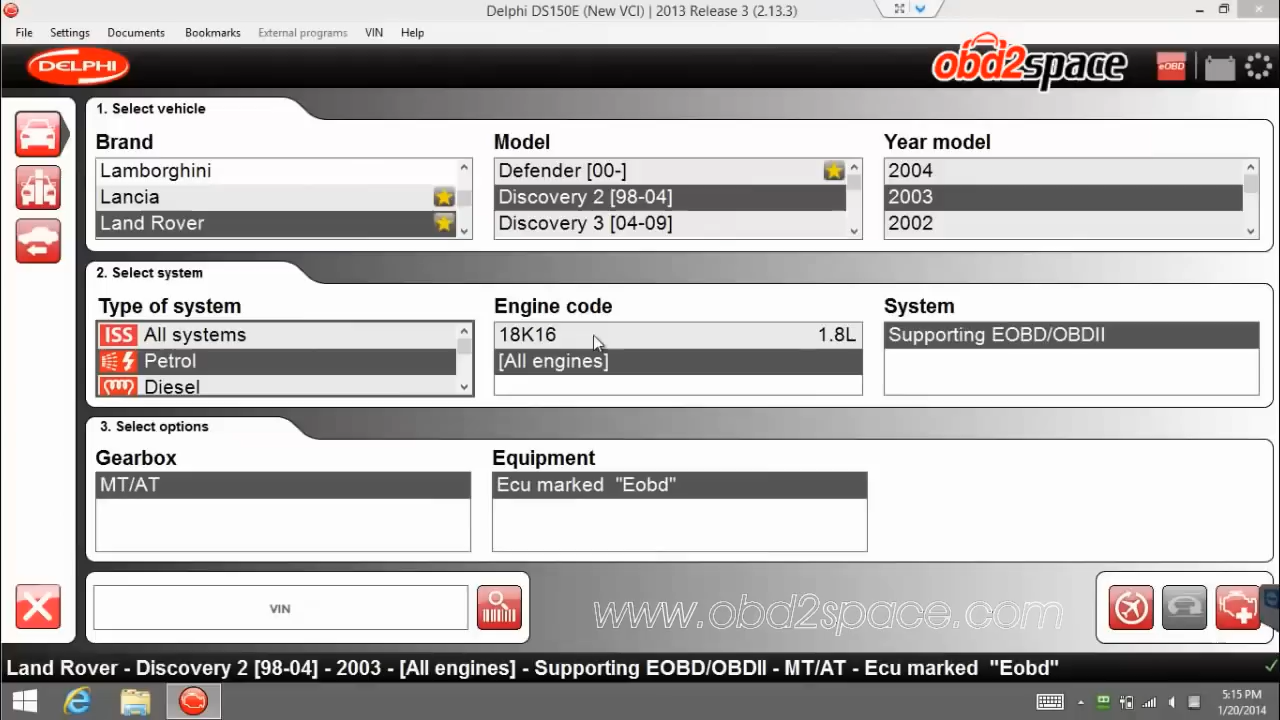 Delphi DS150E (New VCI) | 2013 Release 3 (2.13.3)
File Settings Documents Bookmarks External programs VIN Help
DELPHI
obd2space
eOBD
1. Select vehicle
Brand Model Year model
Lamborghini Defender [00-] 2004
Lancia Discovery 2 [98-04] 2003
Land Rover Discovery 3 [04-09] 2002
2. Select system
Type of system Engine code System
ISS All systems 18K16 1.8L Supporting EOBD/OBDII
Petrol [All engines]
Diesel
3. Select options
Gearbox Equipment
MT/AT Ecu marked "Eobd"
VIN
www.obd2space.com
Land Rover - Discovery 2 [98-04] - 2003 - [All engines] - Supporting EOBD/OBDII - MT/AT - Ecu marked "Eobd"
5:15 PM
1/20/2014